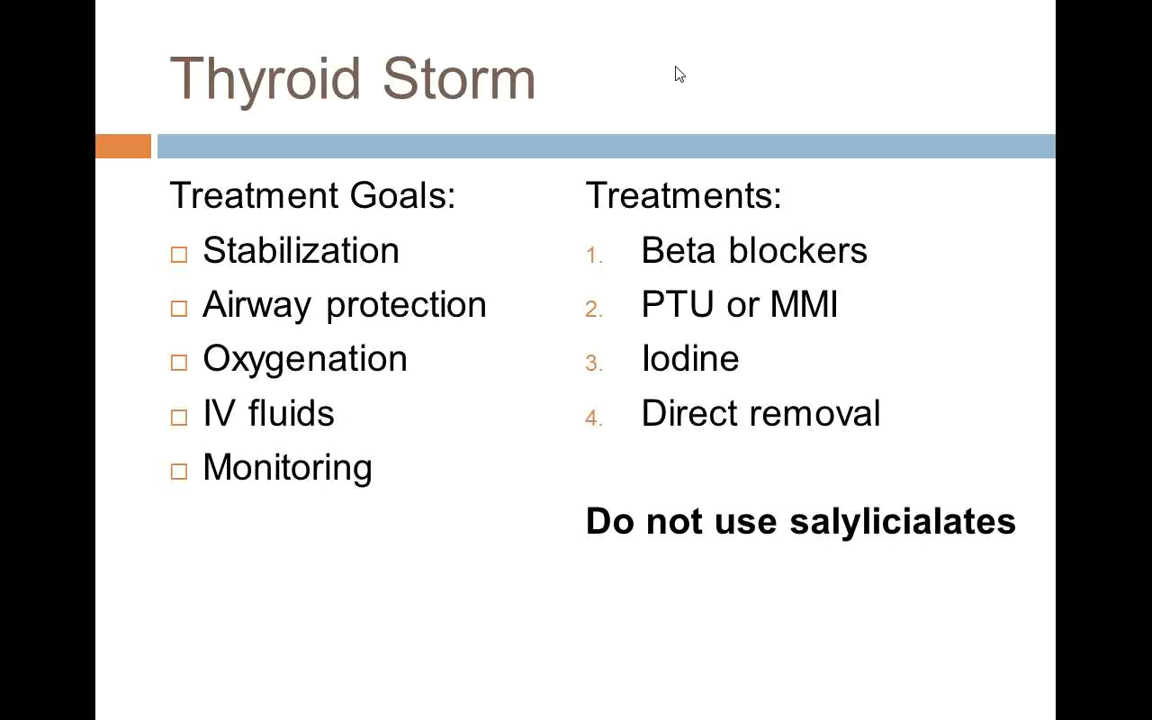 Thyroid Storm
Treatment Goals:
Stabilization
Airway protection
Oxygenation
IV fluids
Monitoring
Treatments:
1. Beta blockers
2. PTU or MMI
3. Iodine
4. Direct removal
Do not use salylicialates